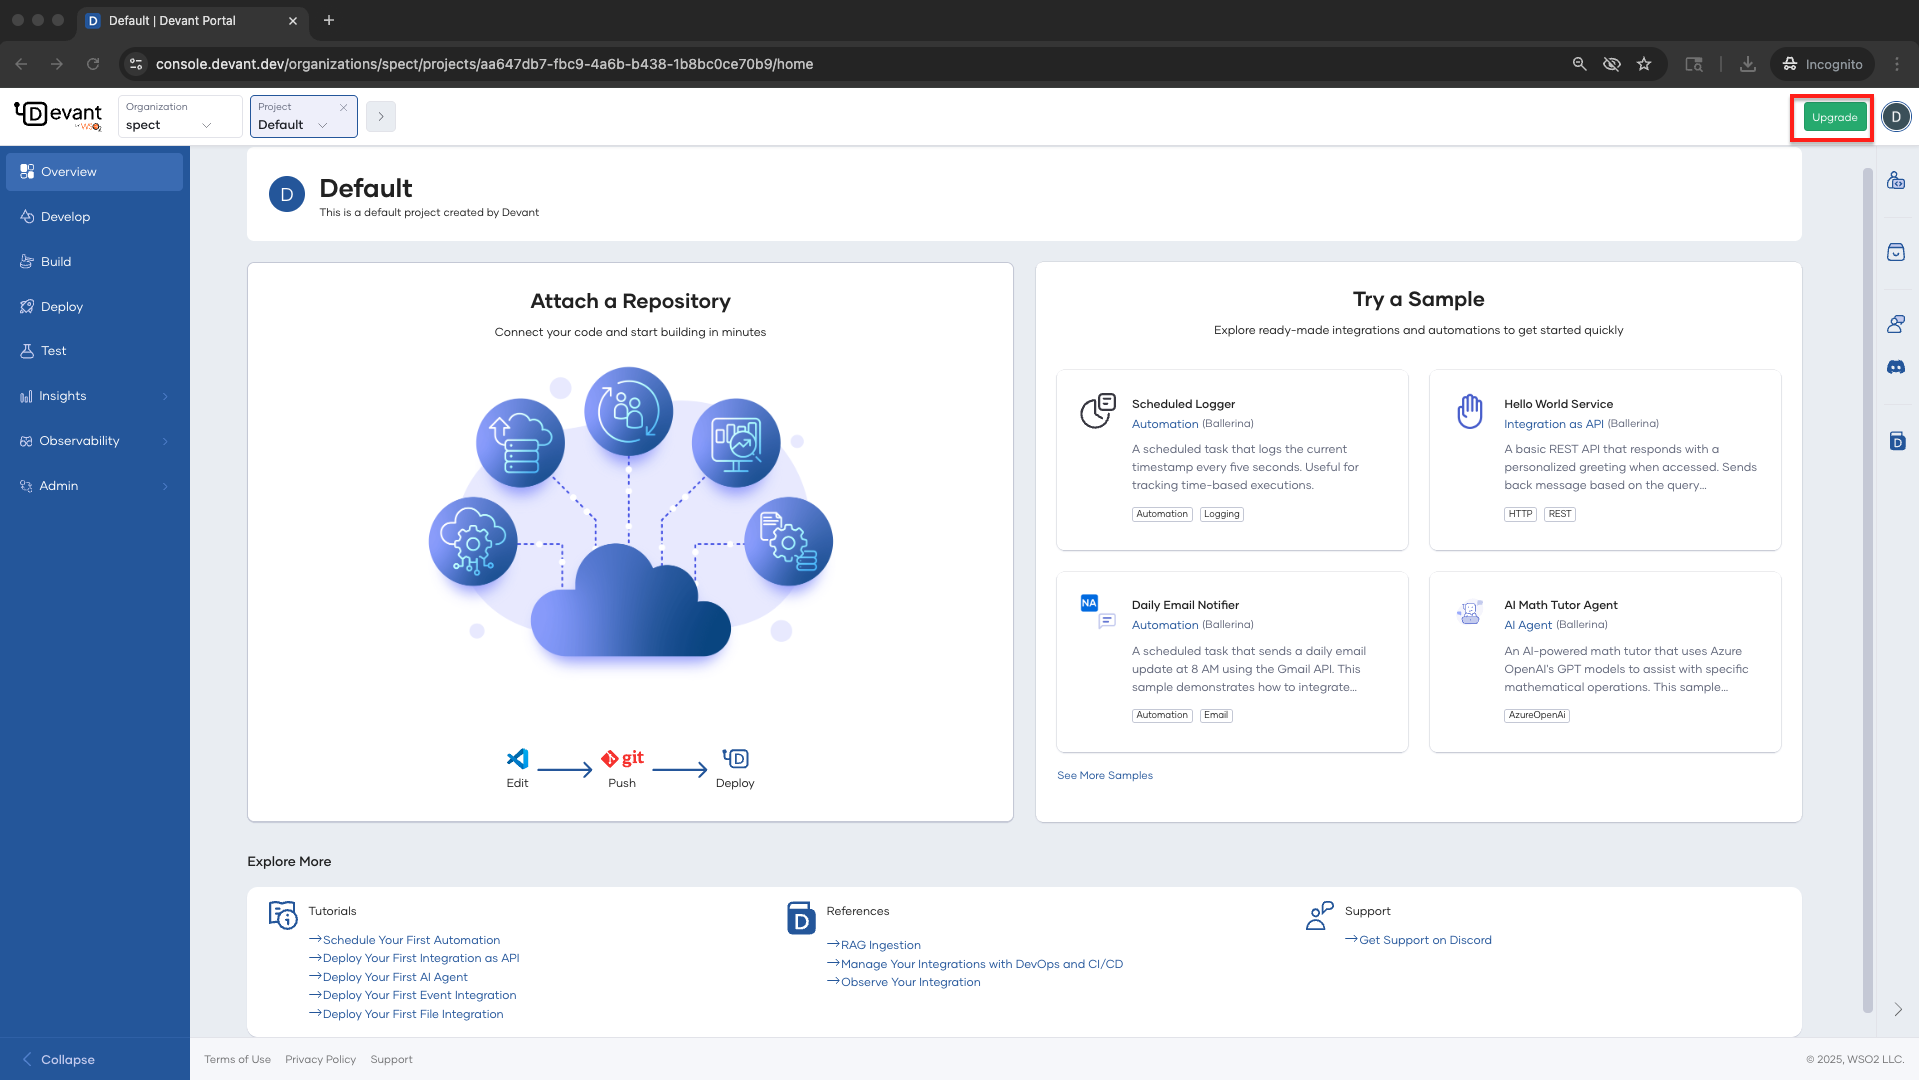 D Default | Devant Portal
console.devant.dev/organizations/spect/projects/aa647db7-fbc9-4a6b-b438-1b8bc0ce70b9/home
Incognito
Devant
by WSO2
Organization
spect
Project
Default
Upgrade
D
Overview
Develop
Build
Deploy
Test
Insights
Observability
Admin
Collapse
D
Default
This is a default project created by Devant
Attach a Repository
Connect your code and start building in minutes
Edit
git
Push
D
Deploy
Try a Sample
Explore ready-made integrations and automations to get started quickly
Scheduled Logger
Automation (Ballerina)
A scheduled task that logs the current
timestamp every five seconds. Useful for
tracking time-based executions.
Automation Logging
Hello World Service
Integration as API (Ballerina)
A basic REST API that responds with a
personalized greeting when accessed. Sends
back message based on the query...
HTTP REST
NA
Daily Email Notifier
Automation (Ballerina)
A scheduled task that sends a daily email
update at 8 AM using the Gmail API. This
sample demonstrates how to integrate...
Automation Email
AI Math Tutor Agent
AI Agent (Ballerina)
An AI-powered math tutor that uses Azure
OpenAI's GPT models to assist with specific
mathematical operations. This sample...
AzureOpenAi
See More Samples
D
Explore More
Tutorials
Schedule Your First Automation
Deploy Your First Integration as API
Deploy Your First AI Agent
Deploy Your First Event Integration
Deploy Your First File Integration
D
References
RAG Ingestion
Manage Your Integrations with DevOps and CI/CD
Observe Your Integration
Support
Get Support on Discord
Terms of Use Privacy Policy Support
© 2025, WSO2 LLC.